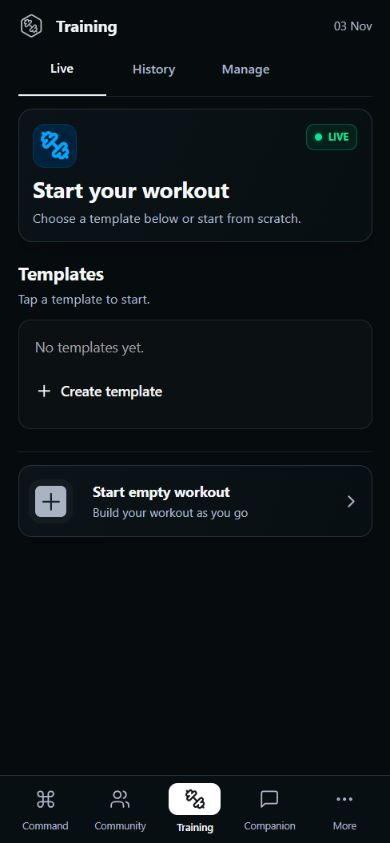 Training
03 Nov
Live
History
Manage
LIVE
Start your workout
Choose a template below or start from scratch.
Templates
Tap a template to start.
No templates yet.
+ Create template
Start empty workout
Build your workout as you go
Command
Community
Training
Companion
More